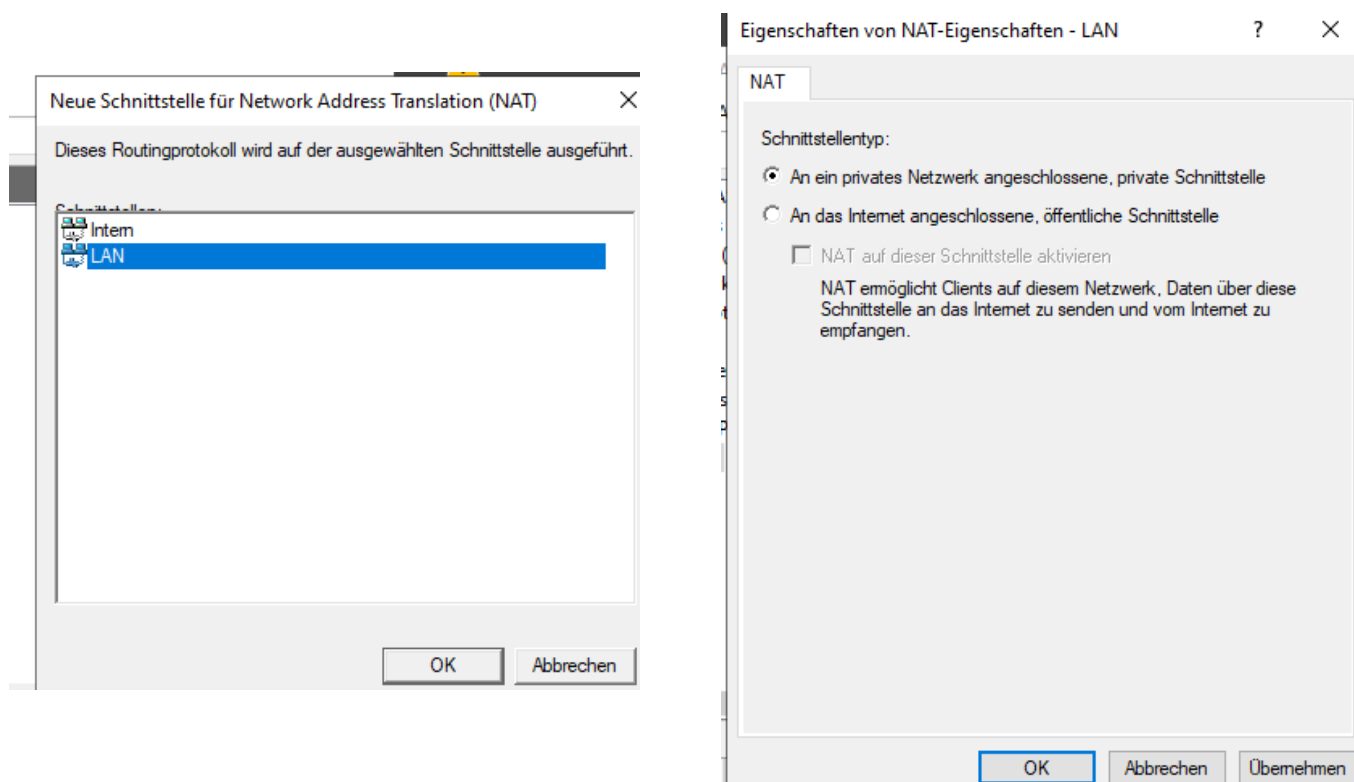 Neue Schnittstelle für Network Address Translation (NAT)
Dieses Routingprotokoll wird auf der ausgewählten Schnittstelle ausgeführt.
Schnittstellen:
Intern
LAN
OK
Abbrechen
Eigenschaften von NAT-Eigenschaften - LAN
?
NAT
Schnittstellentyp:
An ein privates Netzwerk angeschlossene, private Schnittstelle
An das Internet angeschlossene, öffentliche Schnittstelle
NAT auf dieser Schnittstelle aktivieren
NAT ermöglicht Clients auf diesem Netzwerk, Daten über diese
Schnittstelle an das Internet zu senden und vom Internet zu
empfangen.
OK
Abbrechen
Übernehmen